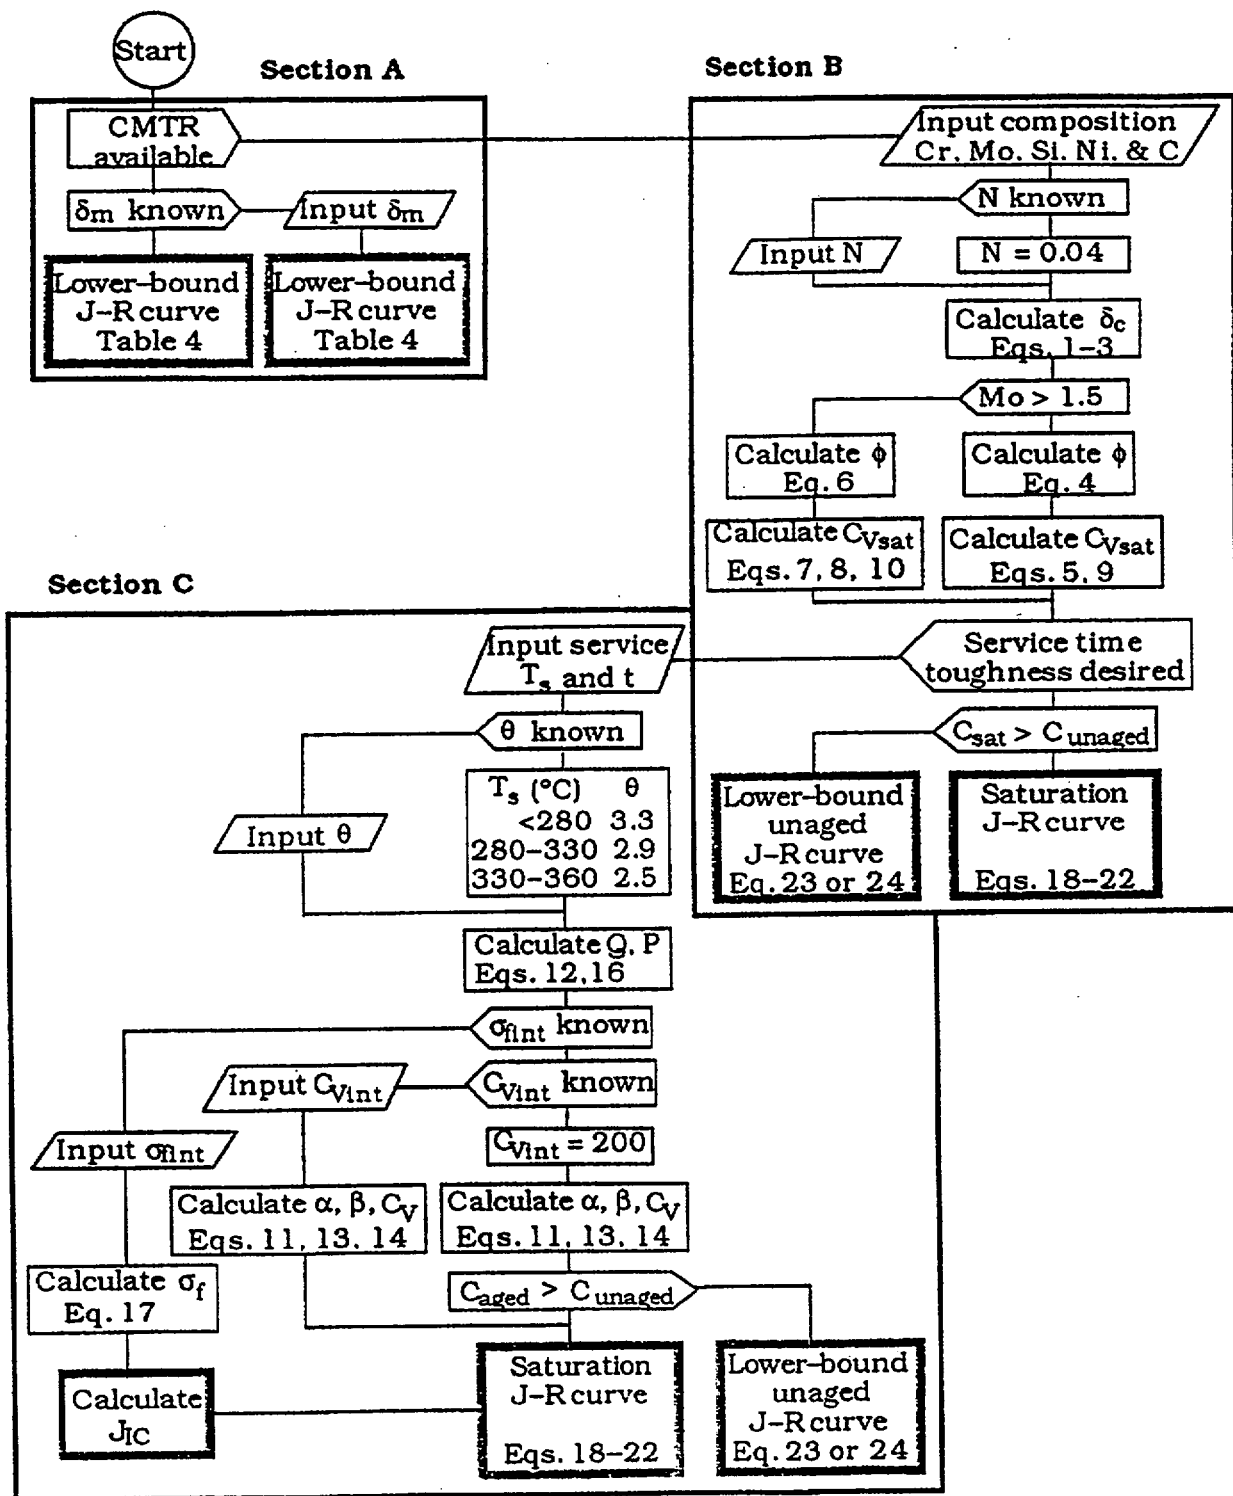 Start
Section A
CMTR
available
δm known
Input δm
Lower-bound
J-R curve
Table 4
Lower-bound
J-R curve
Table 4
Section B
Input composition
Cr. Mo. Si. Ni. & C
N known
Input N
N = 0.04
Calculate δc
Eqs. 1-3
Mo > 1.5
Calculate ϕ
Eq. 6
Calculate ϕ
Eq. 4
Calculate CVsat
Eqs. 7, 8, 10
Calculate CVsat
Eqs. 5, 9
Service time
toughness desired
Csat > Cunaged
Lower-bound
unaged
J-R curve
Eq. 23 or 24
Saturation
J-R curve
Eqs. 18-22
Section C
Input service
Ts and t
θ known
Input θ
Ts (°C) θ
<280 3.3
280-330 2.9
330-360 2.5
Calculate Q, P
Eqs. 12,16
σfint known
Input CVint
CVint known
Input σfint
CVint = 200
Calculate α, β, CV
Eqs. 11, 13, 14
Calculate α, β, CV
Eqs. 11, 13, 14
Calculate σf
Eq. 17
Caged > Cunaged
Calculate
JIC
Saturation
J-R curve
Eqs. 18-22
Lower-bound
unaged
J-R curve
Eq. 23 or 24